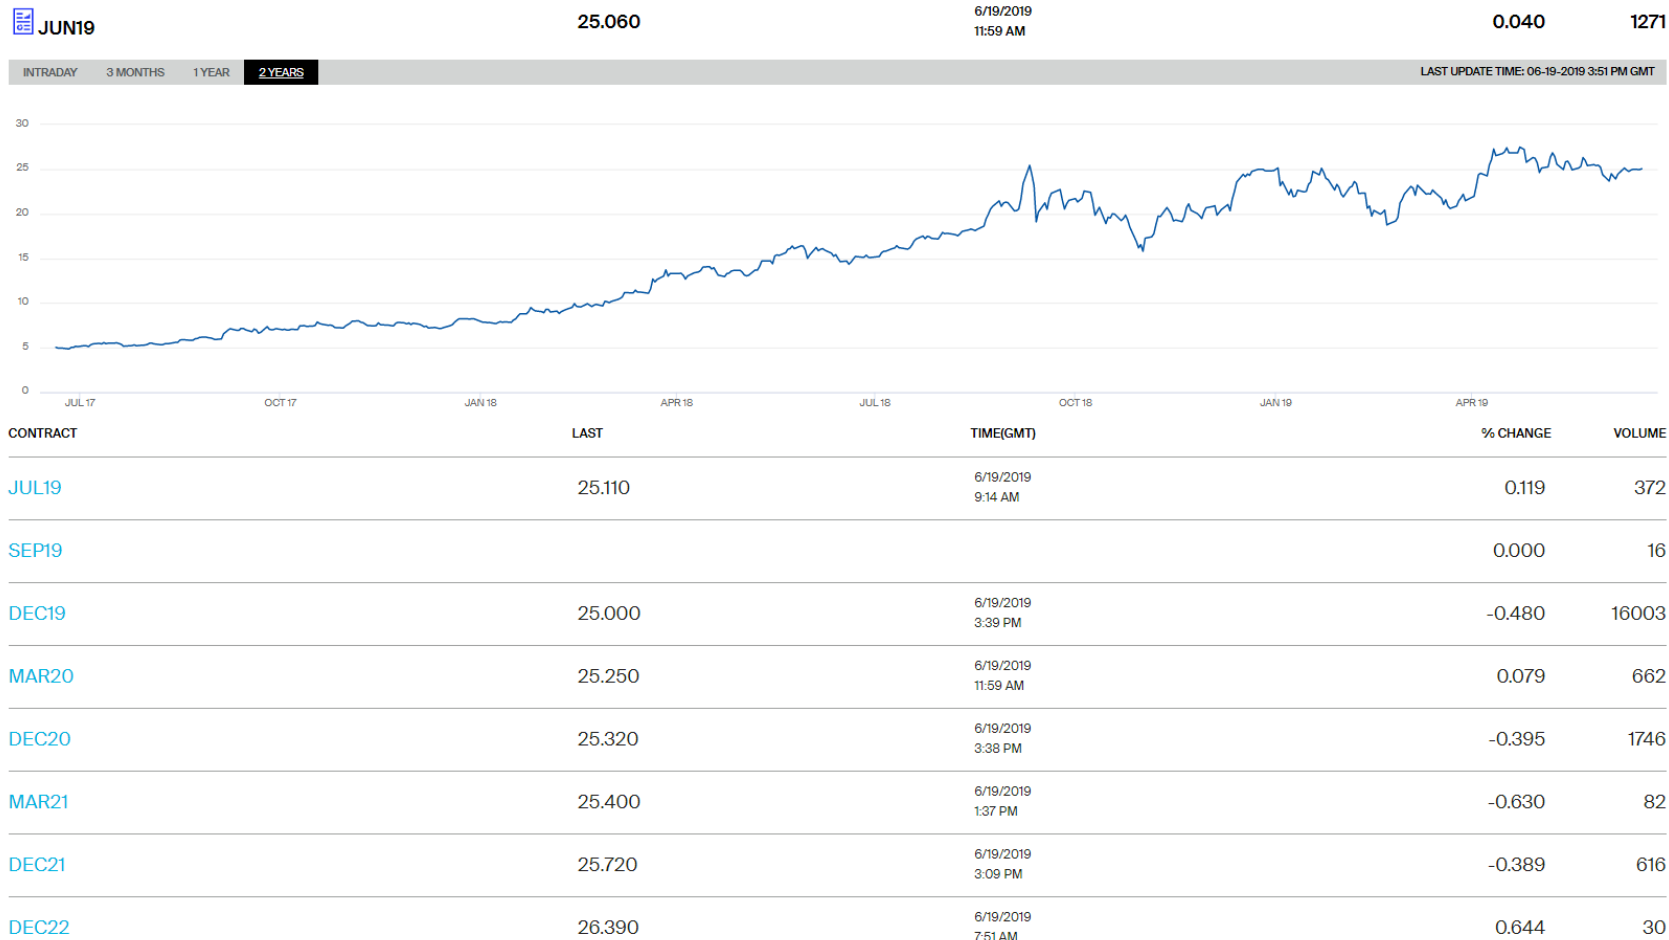 JUN19 25.060 6/19/2019 0.040 1271
11:59 AM
INTRADAY 3 MONTHS 1 YEAR 2 YEARS LAST UPDATE TIME: 06-19-2019 3:51 PM GMT
30
25
20
15
10
5
0
JUL 17 OCT 17 JAN 18 APR 18 JUL 18 OCT 18 JAN 19 APR 19
CONTRACT LAST TIME(GMT) % CHANGE VOLUME
JUL19 25.110 6/19/2019 0.119 372
9:14 AM
SEP19 0.000 16
DEC19 25.000 6/19/2019 -0.480 16003
3:39 PM
MAR20 25.250 6/19/2019 0.079 662
11:59 AM
DEC20 25.320 6/19/2019 -0.395 1746
3:38 PM
MAR21 25.400 6/19/2019 -0.630 82
1:37 PM
DEC21 25.720 6/19/2019 -0.389 616
3:09 PM
DEC22 26.390 6/19/2019 0.644 30
7:51 AM